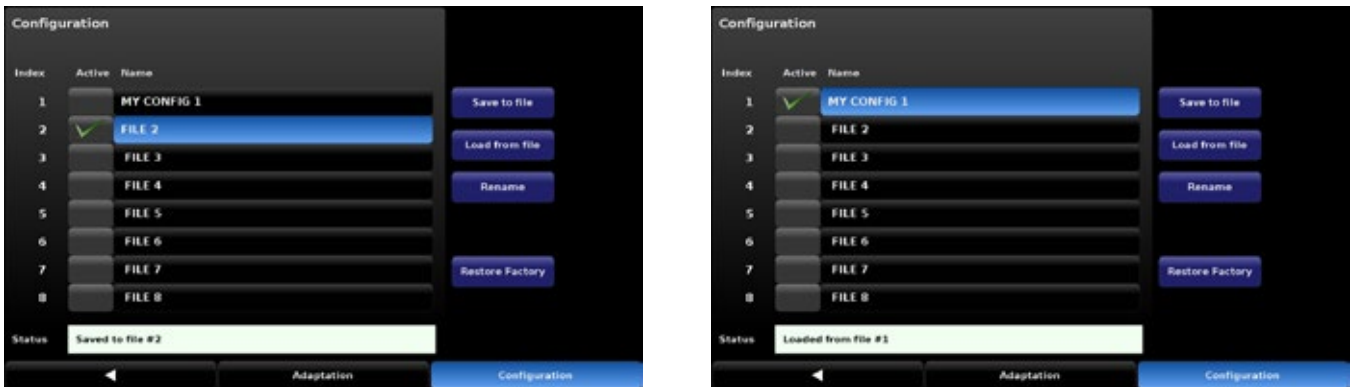 Configuration
Index Active Name
1 MY CONFIG 1 Save to file
2 FILE 2
Load from file
3 FILE 3
4 FILE 4 Rename
5 FILE 5
6 FILE 6
7 FILE 7 Restore Factory
8 FILE 8
Status Saved to file #2
Adaptation Configuration
Configuration
Index Active Name
1 MY CONFIG 1 Save to file
2 FILE 2
Load from file
3 FILE 3
4 FILE 4 Rename
5 FILE 5
6 FILE 6
7 FILE 7 Restore Factory
8 FILE 8
Status Loaded from file #1
Adaptation Configuration